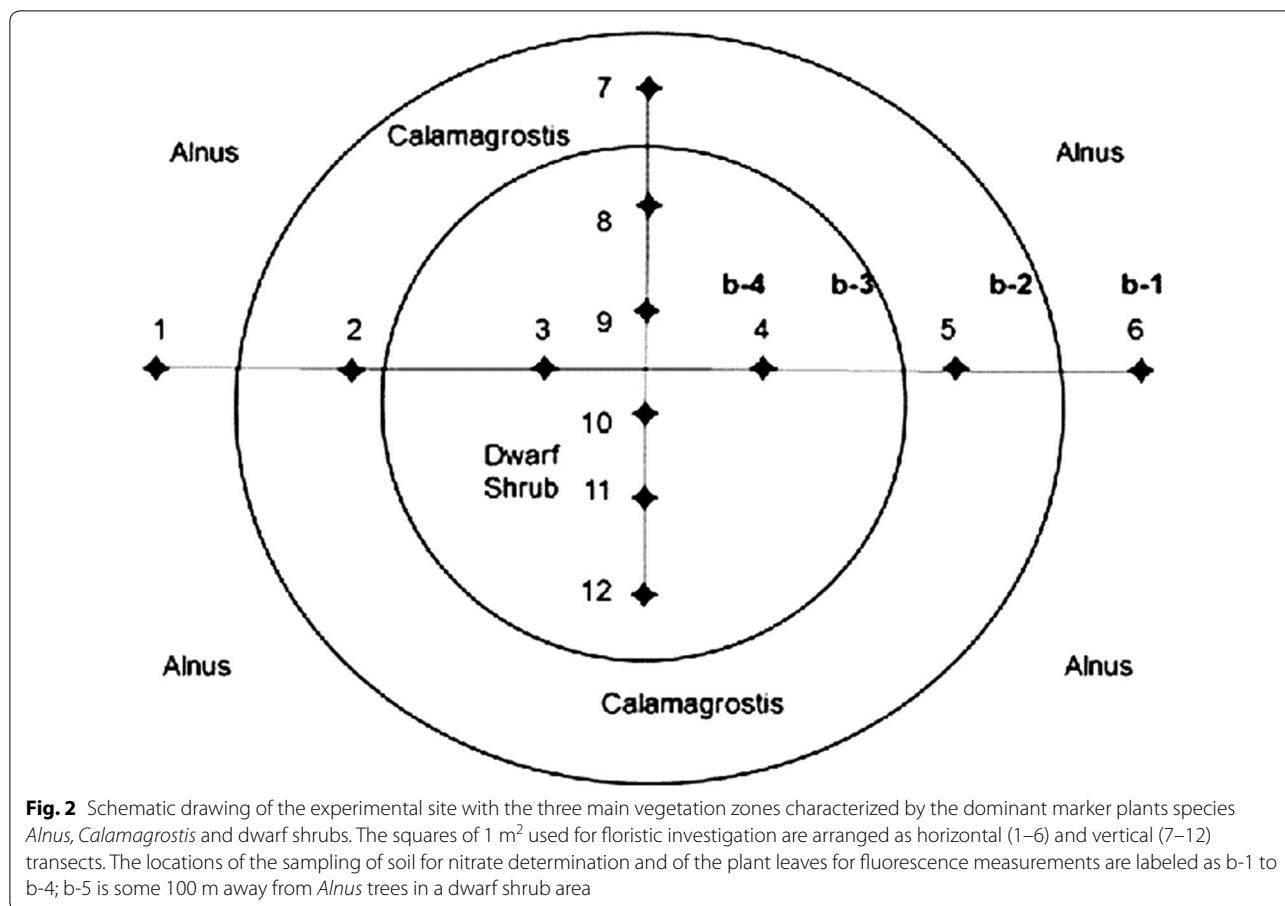 7
Calamagrostis
Alnus
Alnus
8
b-4 b-3 b-2 b-1
1 2 3 9 4 5 6
10
Dwarf
Shrub
11
12
Alnus
Alnus
Calamagrostis
Fig. 2 Schematic drawing of the experimental site with the three main vegetation zones characterized by the dominant marker plants species
Alnus, Calamagrostis and dwarf shrubs. The squares of 1 m² used for floristic investigation are arranged as horizontal (1–6) and vertical (7–12)
transects. The locations of the sampling of soil for nitrate determination and of the plant leaves for fluorescence measurements are labeled as b-1 to
b-4; b-5 is some 100 m away from Alnus trees in a dwarf shrub area